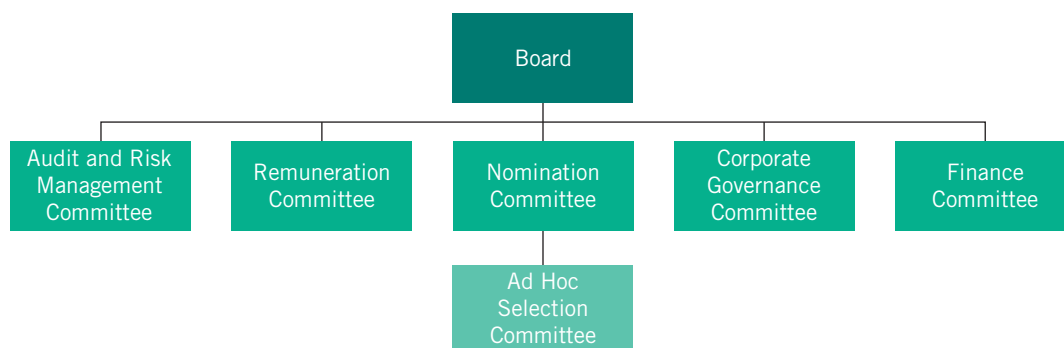 Board
Audit and Risk
Management
Committee
Remuneration
Committee
Nomination
Committee
Corporate
Governance
Committee
Finance
Committee
Ad Hoc
Selection
Committee